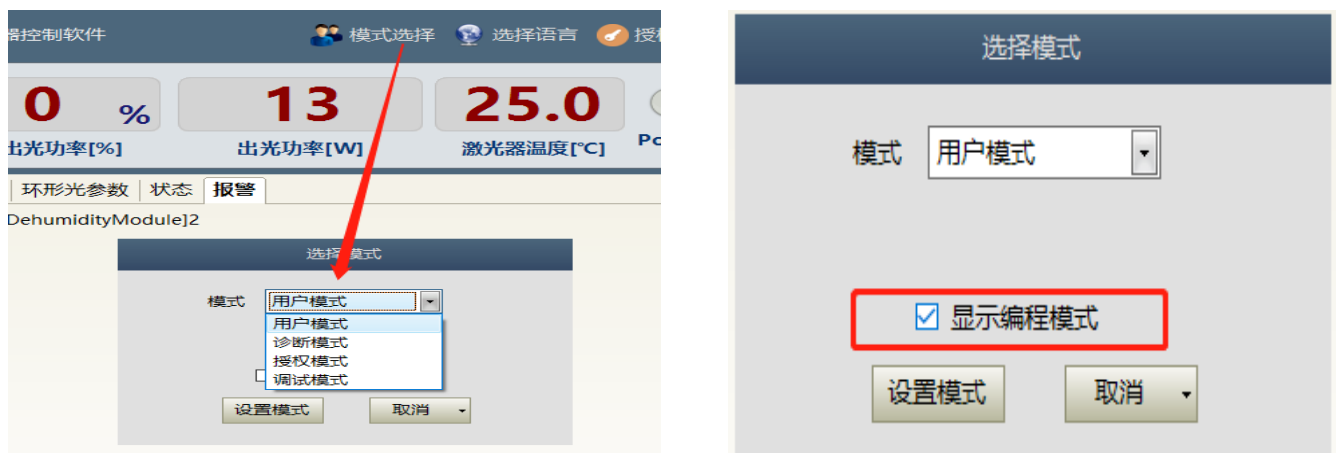 器控制软件 模式选择 选择语言 授权
0 % 13 25.0
出光功率[%] 出光功率[W] 激光器温度[℃] Po
环形光参数 状态 报警
DehumidityModule]2
选择模式
模式 用户模式
用户模式
诊断模式
授权模式
调试模式
设置模式 取消
选择模式
模式 用户模式
显示编程模式
设置模式 取消